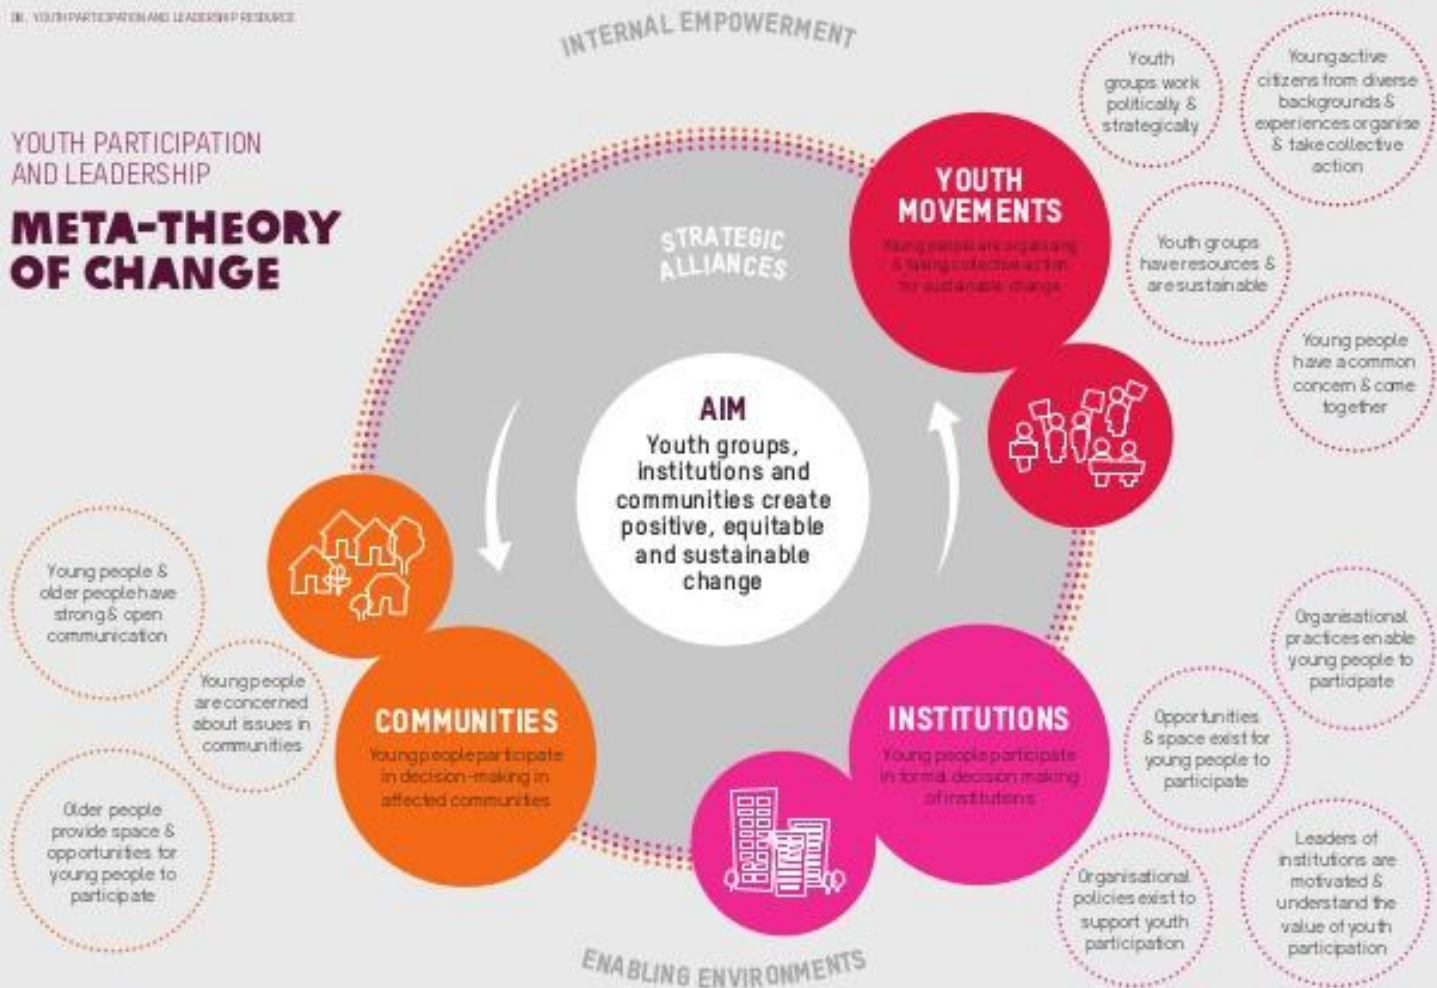 YOUTH PARTICIPATION AND LEADERSHIP RESOURCE
YOUTH PARTICIPATION
AND LEADERSHIP
META-THEORY
OF CHANGE
INTERNAL EMPOWERMENT
STRATEGIC
ALLIANCES
AIM
Youth groups,
institutions and
communities create
positive, equitable
and sustainable
change
YOUTH
MOVEMENTS
Young people are organising
& taking collective action
for sustainable change
Youth
groups work
politically &
strategically
Young active
citizens from diverse
backgrounds &
experiences organise
& take collective
action
Youth groups
have resources &
are sustainable
Young people
have a common
concern & come
together
COMMUNITIES
Young people participate
in decision-making in
affected communities
Young people &
older people have
strong & open
communication
Young people
are concerned
about issues in
communities
Older people
provide space &
opportunities for
young people to
participate
INSTITUTIONS
Young people participate
in formal decision making
of institutions
Organisational
practices enable
young people to
participate
Opportunities
& space exist for
young people to
participate
Organisational
policies exist to
support youth
participation
Leaders of
institutions are
motivated &
understand the
value of youth
participation
ENABLING ENVIRONMENTS